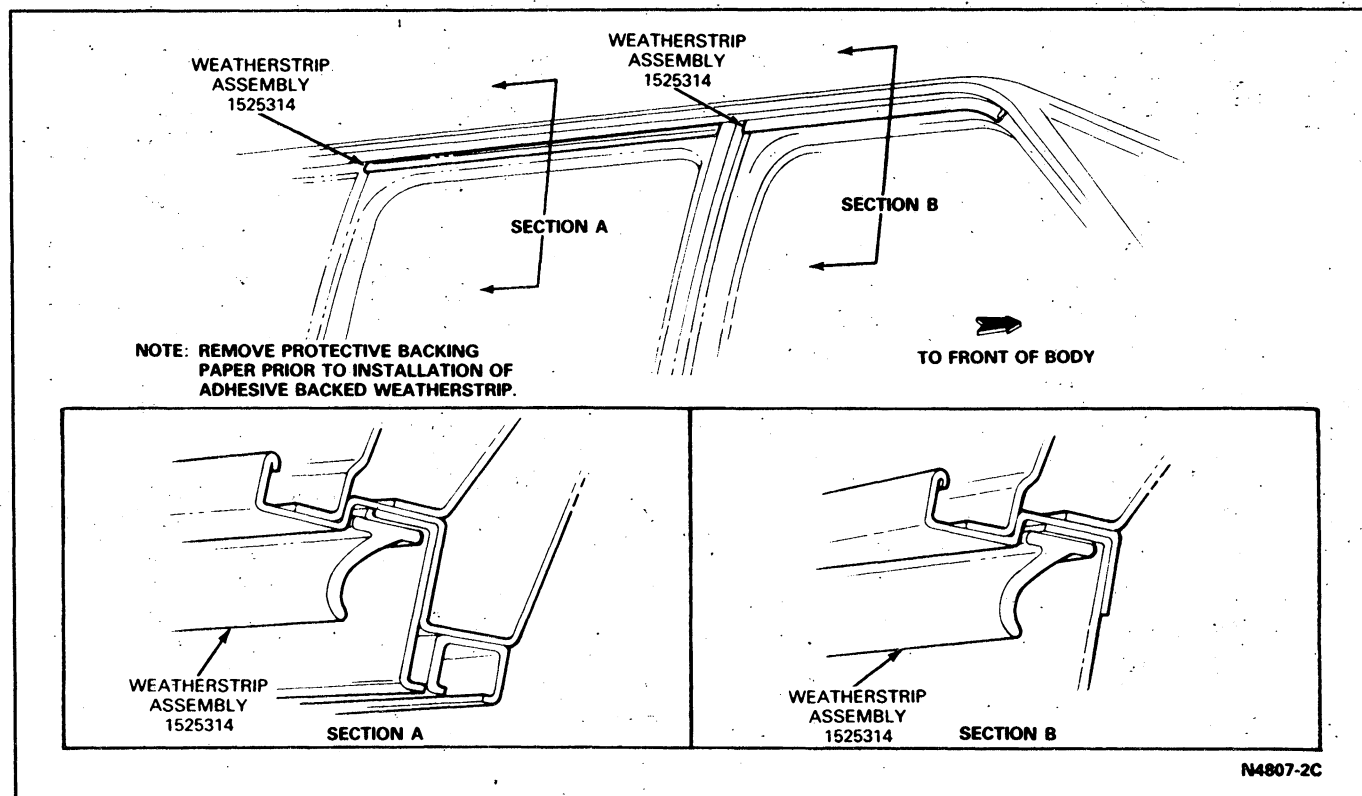 WEATHERSTRIP
ASSEMBLY
1525314
WEATHERSTRIP
ASSEMBLY
1525314
SECTION A
SECTION B
NOTE: REMOVE PROTECTIVE BACKING
PAPER PRIOR TO INSTALLATION OF
ADHESIVE BACKED WEATHERSTRIP.
TO FRONT OF BODY
WEATHERSTRIP
ASSEMBLY
1525314
SECTION A
WEATHERSTRIP
ASSEMBLY
1525314
SECTION B
N4807-2C